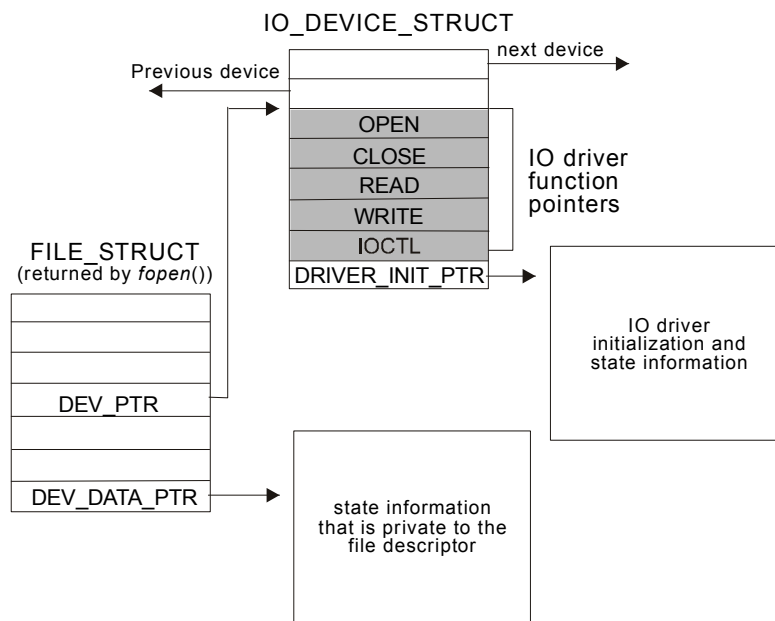 IO_DEVICE_STRUCT
next device
Previous device
OPEN
CLOSE
READ
WRITE
IOCTL
DRIVER_INIT_PTR
IO driver
function
pointers
FILE_STRUCT
(returned by fopen())
DEV_PTR
DEV_DATA_PTR
IO driver
initialization and
state information
state information
that is private to the
file descriptor